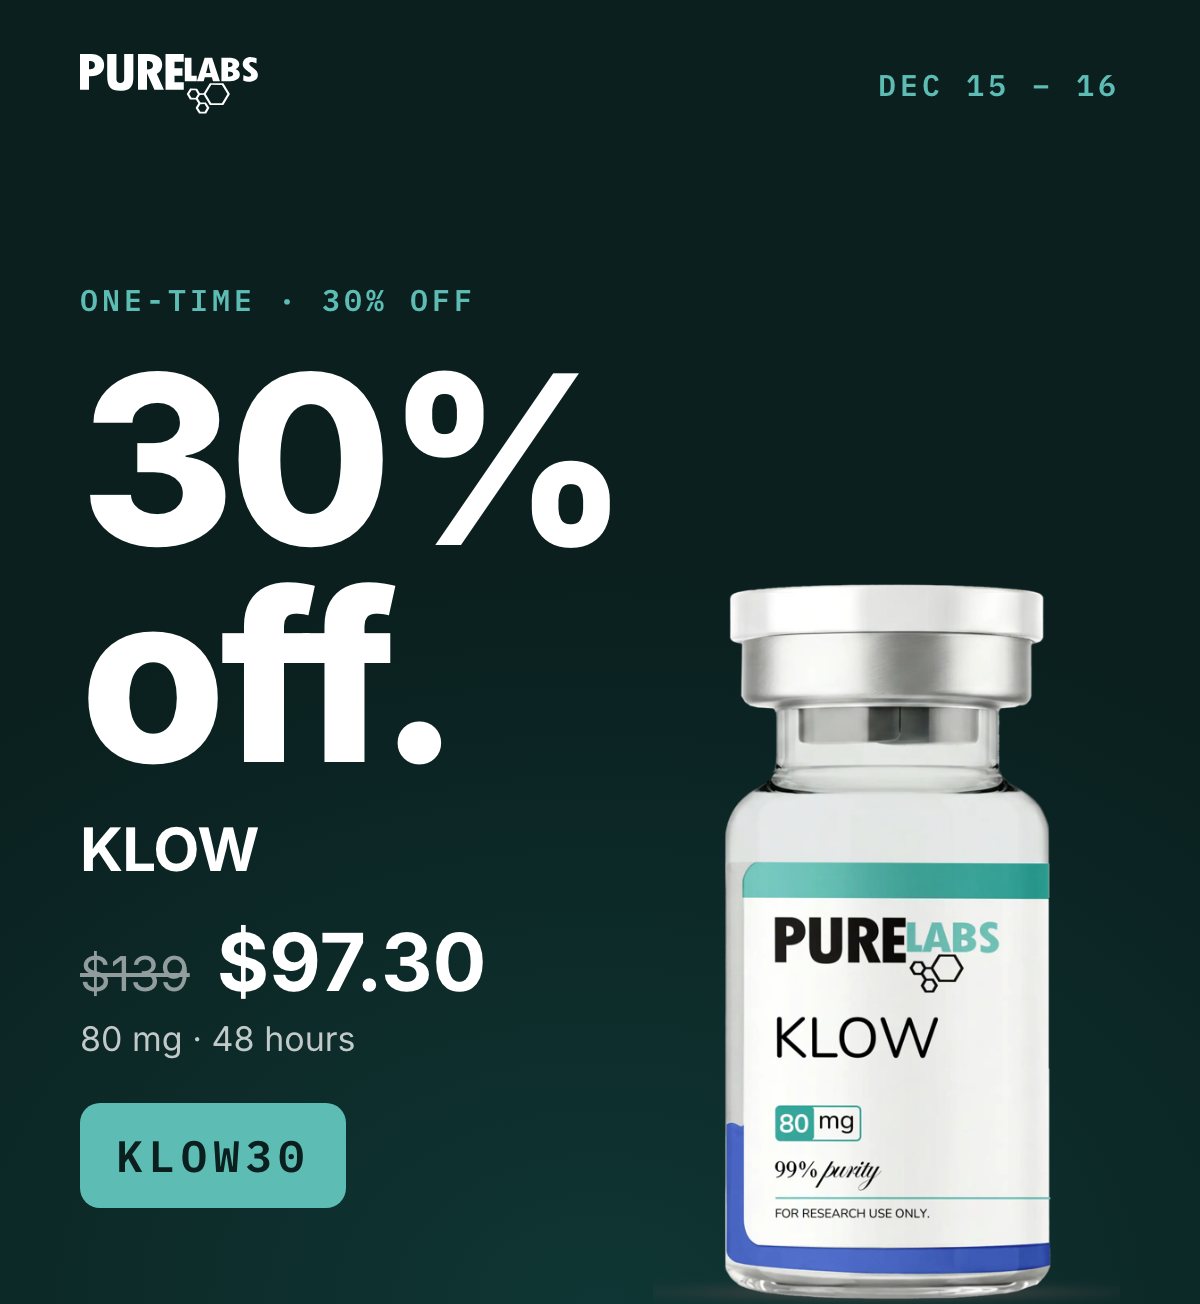 PURELABS
DEC 15 – 16
ONE-TIME · 30% OFF
30%
off.
KLOW
$139 $97.30
80 mg · 48 hours
KLOW30
PURELABS
KLOW
80 mg
99% purity
FOR RESEARCH USE ONLY.